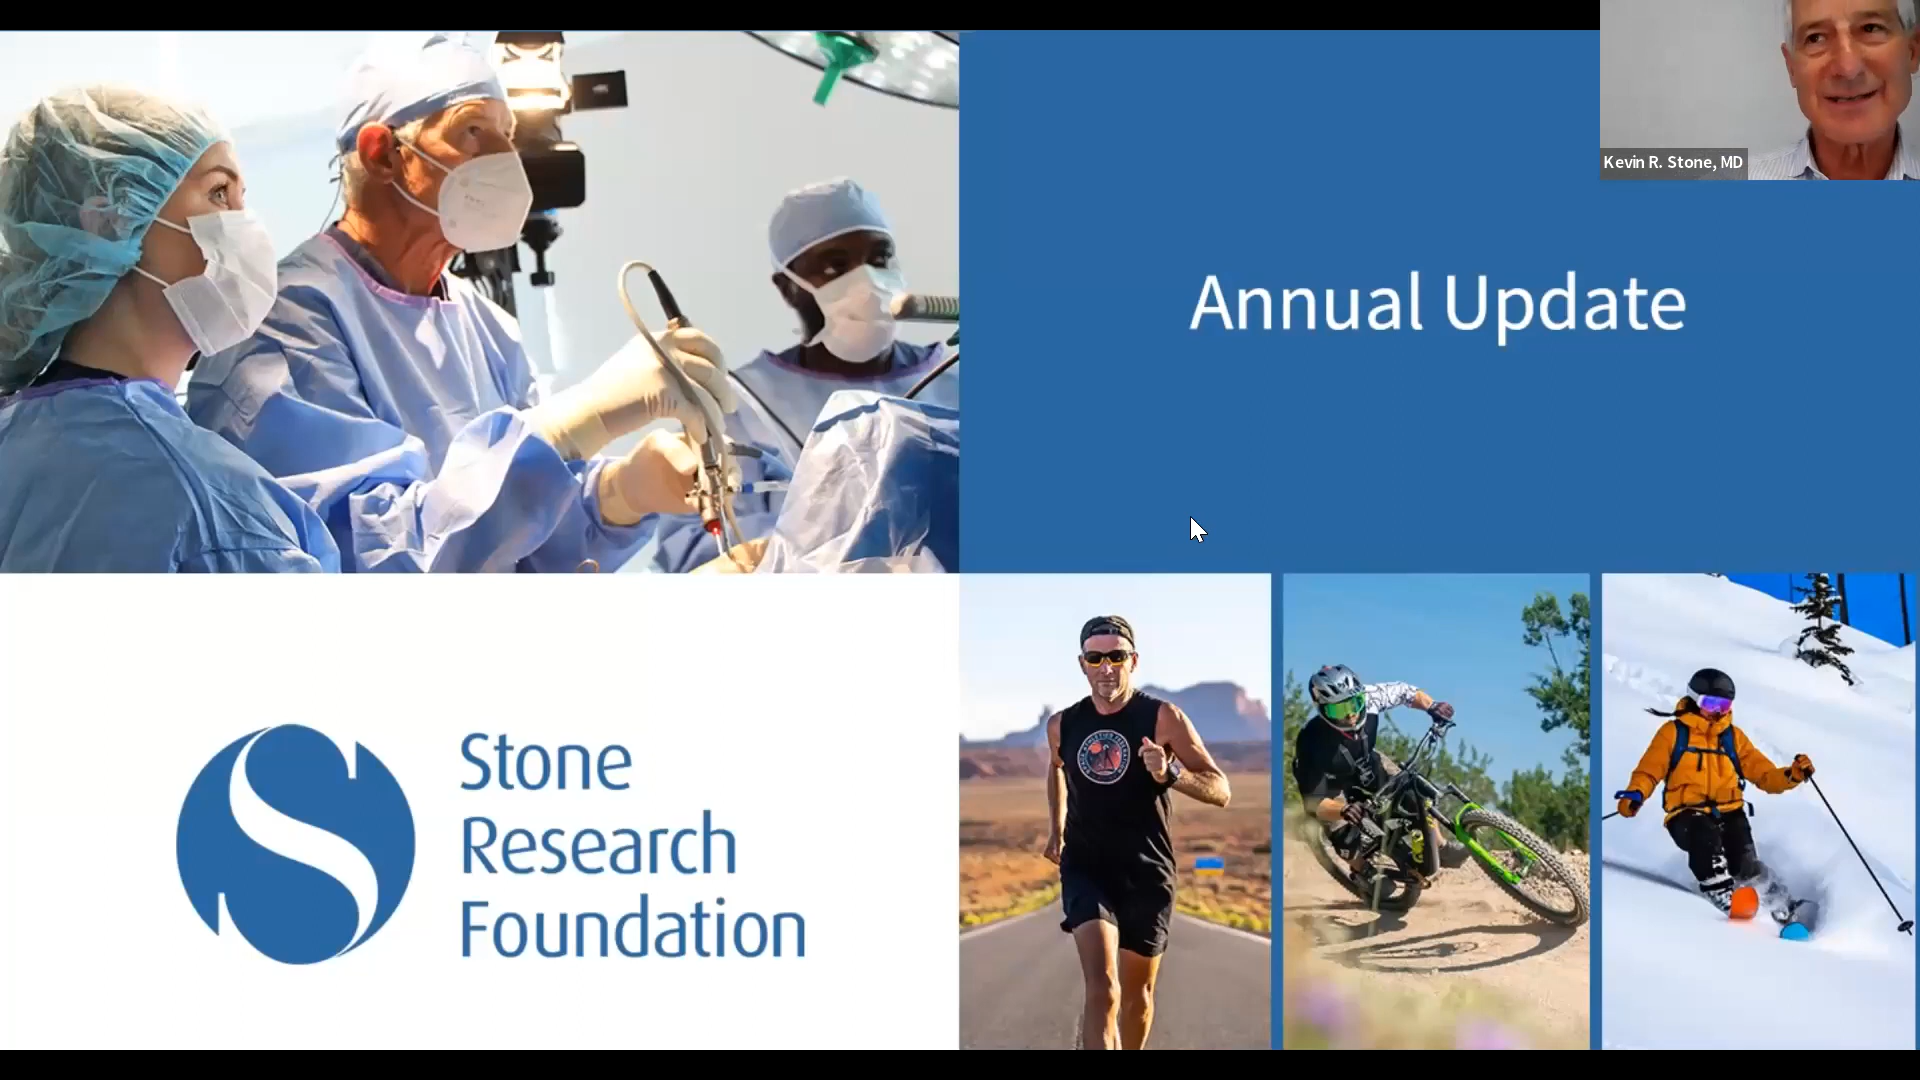 Kevin R. Stone, MD
Annual Update
Stone
Research
Foundation